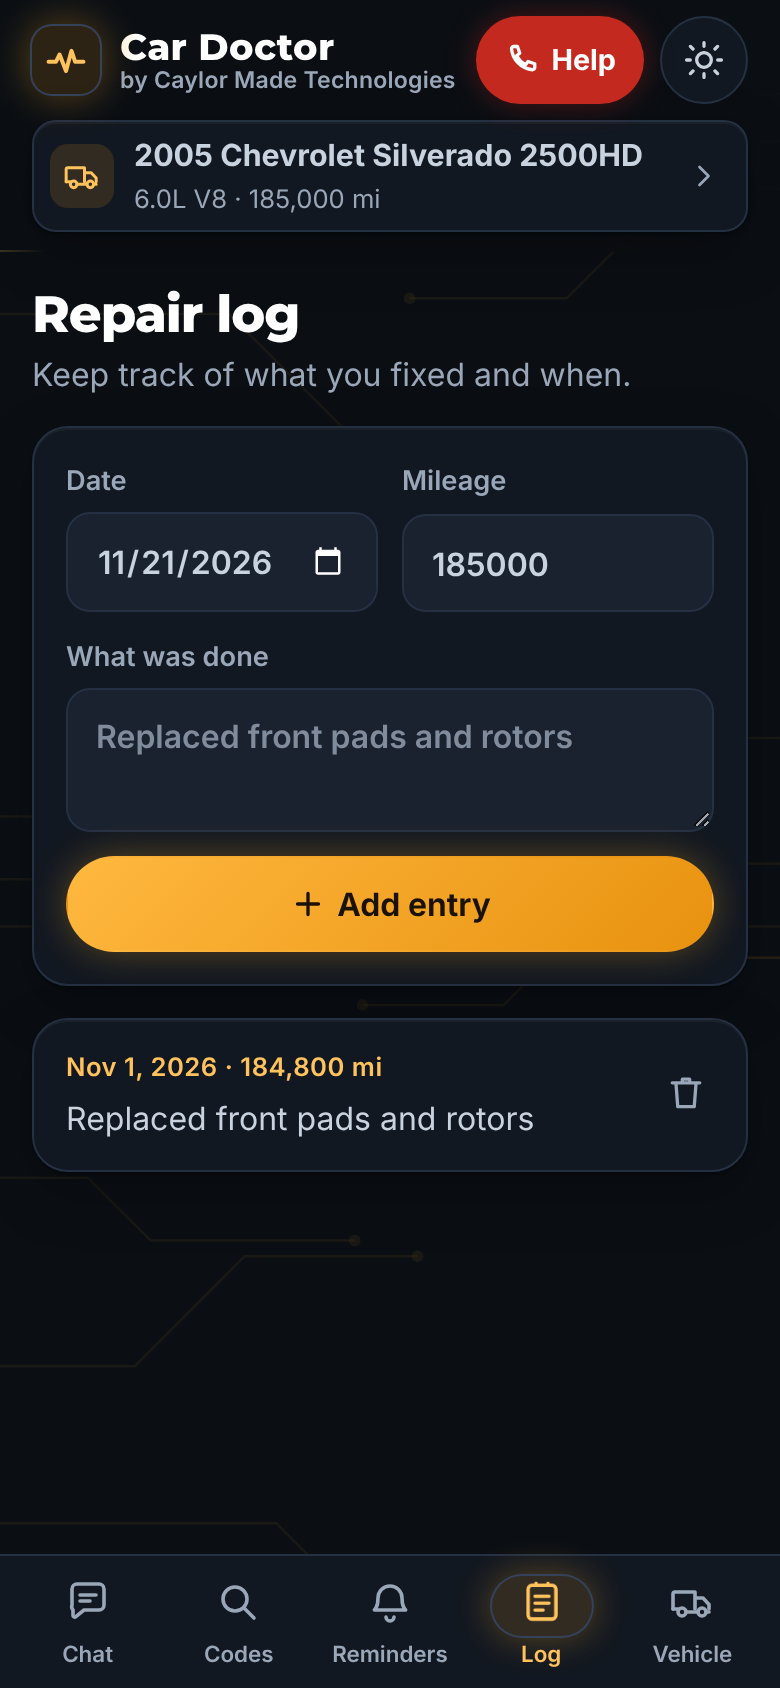 Car Doctor
by Caylor Made Technologies
Help
2005 Chevrolet Silverado 2500HD
6.0L V8 · 185,000 mi
Repair log
Keep track of what you fixed and when.
Date
Mileage
11/21/2026
185000
What was done
Replaced front pads and rotors
+ Add entry
Nov 1, 2026 · 184,800 mi
Replaced front pads and rotors
Chat
Codes
Reminders
Log
Vehicle